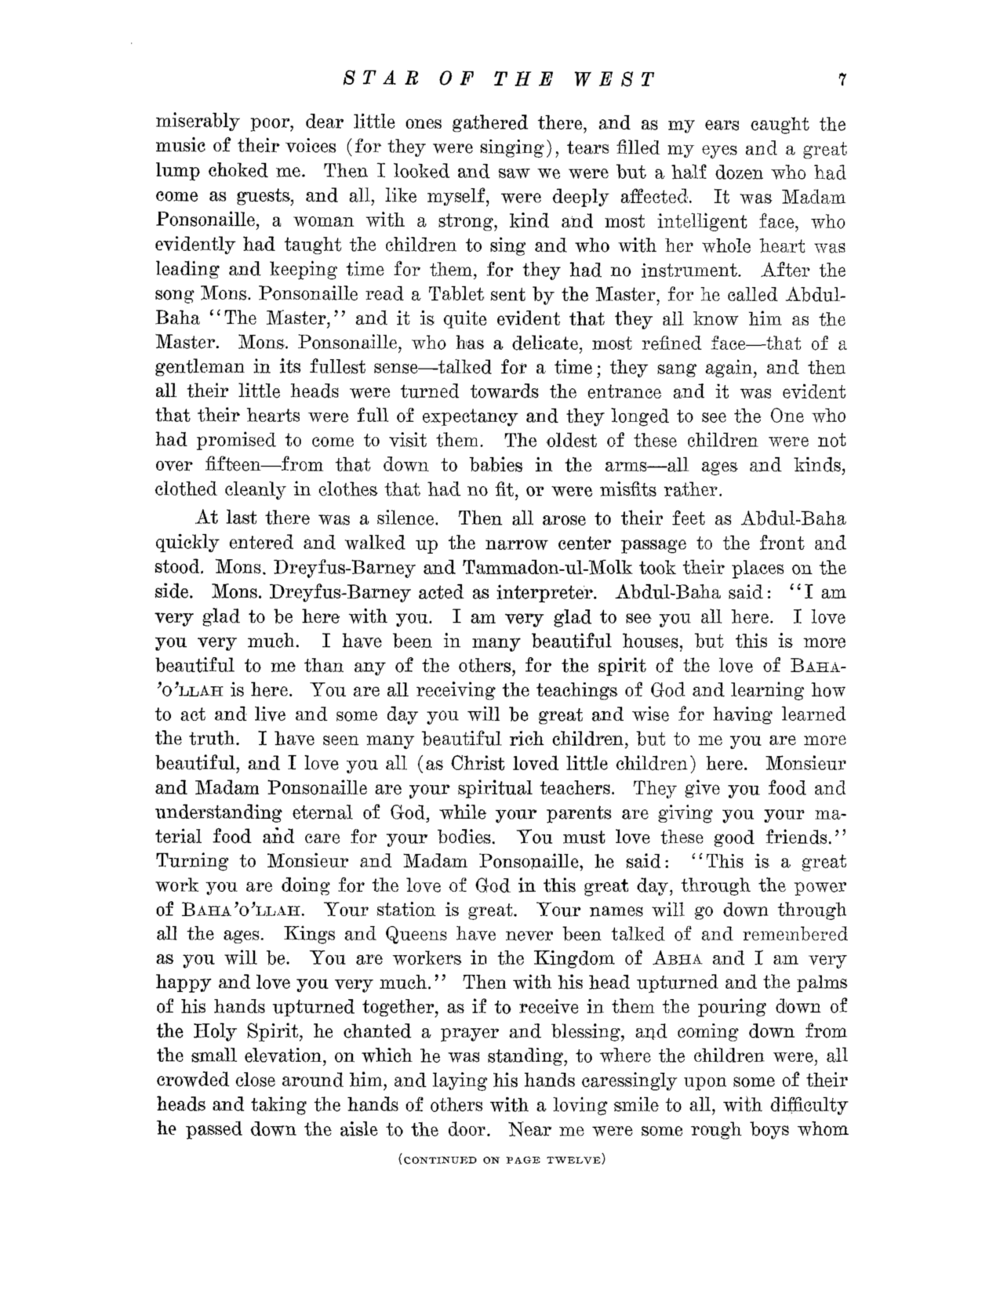 STAR OF THE WEST 7
miserably poor, dear little ones gathered there, and as my ears caught the
music of their voices (for they were singing), tears filled my eyes and a great
lump choked me. Then I looked and saw we were but a half dozen who had
come as guests, and all, like myself, were deeply affected. It was Madam
Ponsonaille, a woman with a strong, kind and most intelligent face, who
evidently had taught the children to sing and who with her whole heart was
leading and keeping time for them, for they had no instrument. After the
song Mons. Ponsonaille read a Tablet sent by the Master, for he called Abdul-
Baha “The Master,” and it is quite evident that they all know him as the
Master. Mons. Ponsonaille, who has a delicate, most refined face—that of a
gentleman in its fullest sense—talked for a time; they sang again, and then
all their little heads were turned towards the entrance and it was evident
that their hearts were full of expectancy and they longed to see the One who
had promised to come to visit them. The oldest of these children were not
over fifteen—from that down to babies in the arms—all ages and kinds,
clothed cleanly in clothes that had no fit, or were misfits rather.
At last there was a silence. Then all arose to their feet as Abdul-Baha
quickly entered and walked up the narrow center passage to the front and
stood. Mons. Dreyfus-Barney and Tammadon-ul-Molk took their places on the
side. Mons. Dreyfus-Barney acted as interpreter. Abdul-Baha said: “I am
very glad to be here with you. I am very glad to see you all here. I love
you very much. I have been in many beautiful houses, but this is more
beautiful to me than any of the others, for the spirit of the love of BAHA-
’O’LLAH is here. You are all receiving the teachings of God and learning how
to act and live and some day you will be great and wise for having learned
the truth. I have seen many beautiful rich children, but to me you are more
beautiful, and I love you all (as Christ loved little children) here. Monsieur
and Madam Ponsonaille are your spiritual teachers. They give you food and
understanding eternal of God, while your parents are giving you your ma-
terial food and care for your bodies. You must love these good friends.”
Turning to Monsieur and Madam Ponsonaille, he said: “This is a great
work you are doing for the love of God in this great day, through the power
of BAHA’O’LLAH. Your station is great. Your names will go down through
all the ages. Kings and Queens have never been talked of and remembered
as you will be. You are workers in the Kingdom of ABHA and I am very
happy and love you very much.” Then with his head upturned and the palms
of his hands upturned together, as if to receive in them the pouring down of
the Holy Spirit, he chanted a prayer and blessing, and coming down from
the small elevation, on which he was standing, to where the children were, all
crowded close around him, and laying his hands caressingly upon some of their
heads and taking the hands of others with a loving smile to all, with difficulty
he passed down the aisle to the door. Near me were some rough boys whom
(CONTINUED ON PAGE TWELVE)